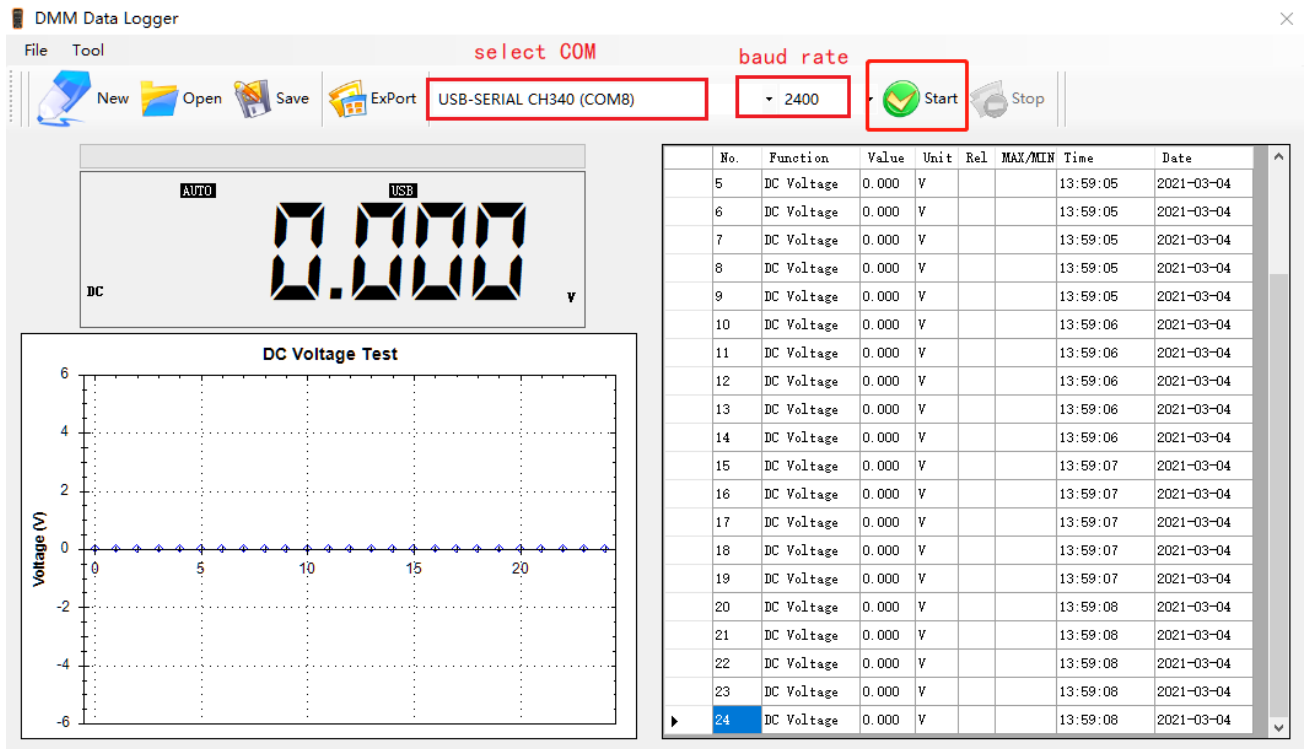 DMM Data Logger
File Tool
select COM
baud rate
New Open Save ExPort USB-SERIAL CH340 (COM8) 2400 Start Stop
AUTO USB
0.000
DC V
DC Voltage Test
Voltage (V)
6
4
2
0
-2
-4
-6
0 5 10 15 20
No. Function Value Unit Rel MAX/MIN Time Date
5 DC Voltage 0.000 V 13:59:05 2021-03-04
6 DC Voltage 0.000 V 13:59:05 2021-03-04
7 DC Voltage 0.000 V 13:59:05 2021-03-04
8 DC Voltage 0.000 V 13:59:05 2021-03-04
9 DC Voltage 0.000 V 13:59:05 2021-03-04
10 DC Voltage 0.000 V 13:59:06 2021-03-04
11 DC Voltage 0.000 V 13:59:06 2021-03-04
12 DC Voltage 0.000 V 13:59:06 2021-03-04
13 DC Voltage 0.000 V 13:59:06 2021-03-04
14 DC Voltage 0.000 V 13:59:06 2021-03-04
15 DC Voltage 0.000 V 13:59:07 2021-03-04
16 DC Voltage 0.000 V 13:59:07 2021-03-04
17 DC Voltage 0.000 V 13:59:07 2021-03-04
18 DC Voltage 0.000 V 13:59:07 2021-03-04
19 DC Voltage 0.000 V 13:59:07 2021-03-04
20 DC Voltage 0.000 V 13:59:08 2021-03-04
21 DC Voltage 0.000 V 13:59:08 2021-03-04
22 DC Voltage 0.000 V 13:59:08 2021-03-04
23 DC Voltage 0.000 V 13:59:08 2021-03-04
24 DC Voltage 0.000 V 13:59:08 2021-03-04